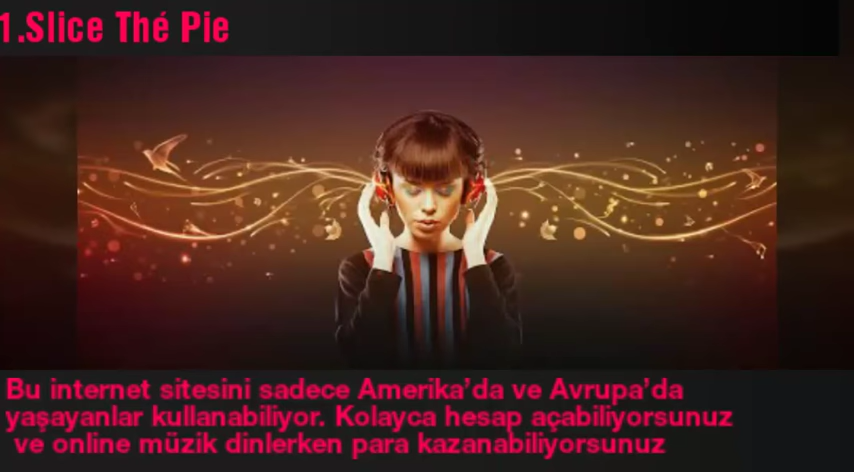 1.Slice Thé Pie
Bu internet sitesini sadece Amerika’da ve Avrupa’da
yaşayanlar kullanabiliyor. Kolayca hesap açabiliyorsunuz
ve online müzik dinlerken para kazanabiliyorsunuz